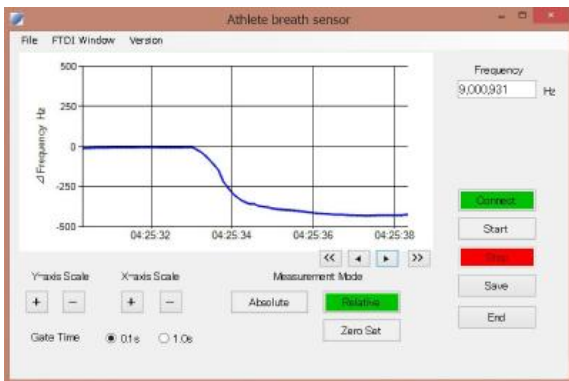 Athlete breath sensor
File FTDI Window Version
Frequency
9,000,931 Hz
⊿Frequency Hz
500
250
0
-250
-500
04:25:32 04:25:34 04:25:36 04:25:38
<< ◄ ► >>
Connect
Start
Stop
Save
End
Y-axis Scale X-axis Scale Measurement Mode
+ - + - Absolute Relative
Zero Set
Gate Time 0.1s 1.0s